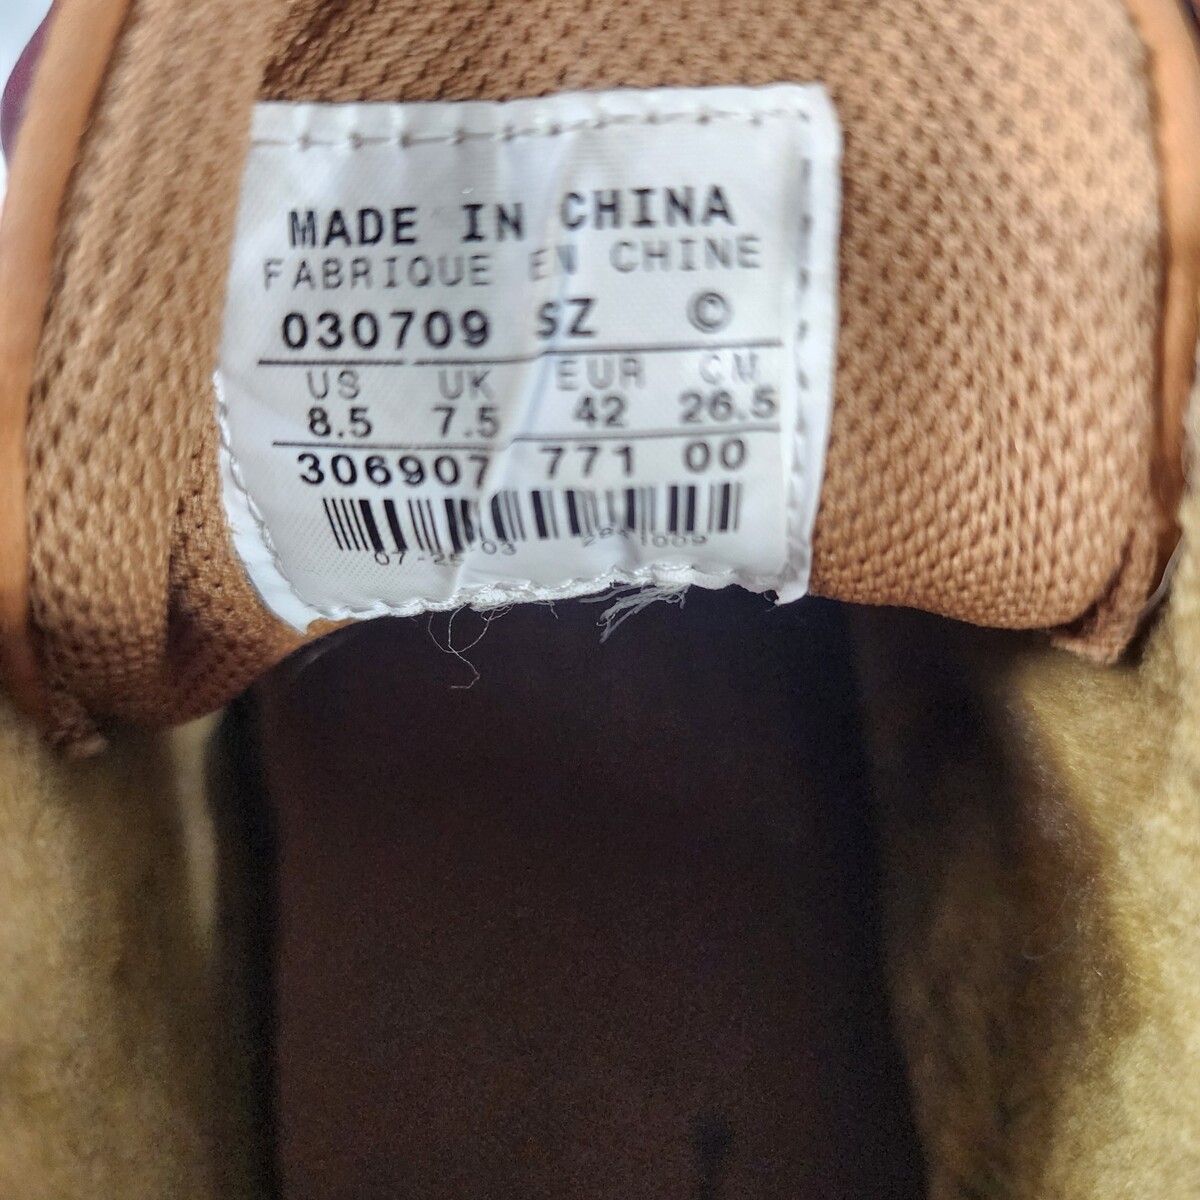 MADE IN CHINA
FABRIQUE EN CHINE
030709 SZ ©
US UK EUR CM
8.5 7.5 42 26.5
306907 771 00